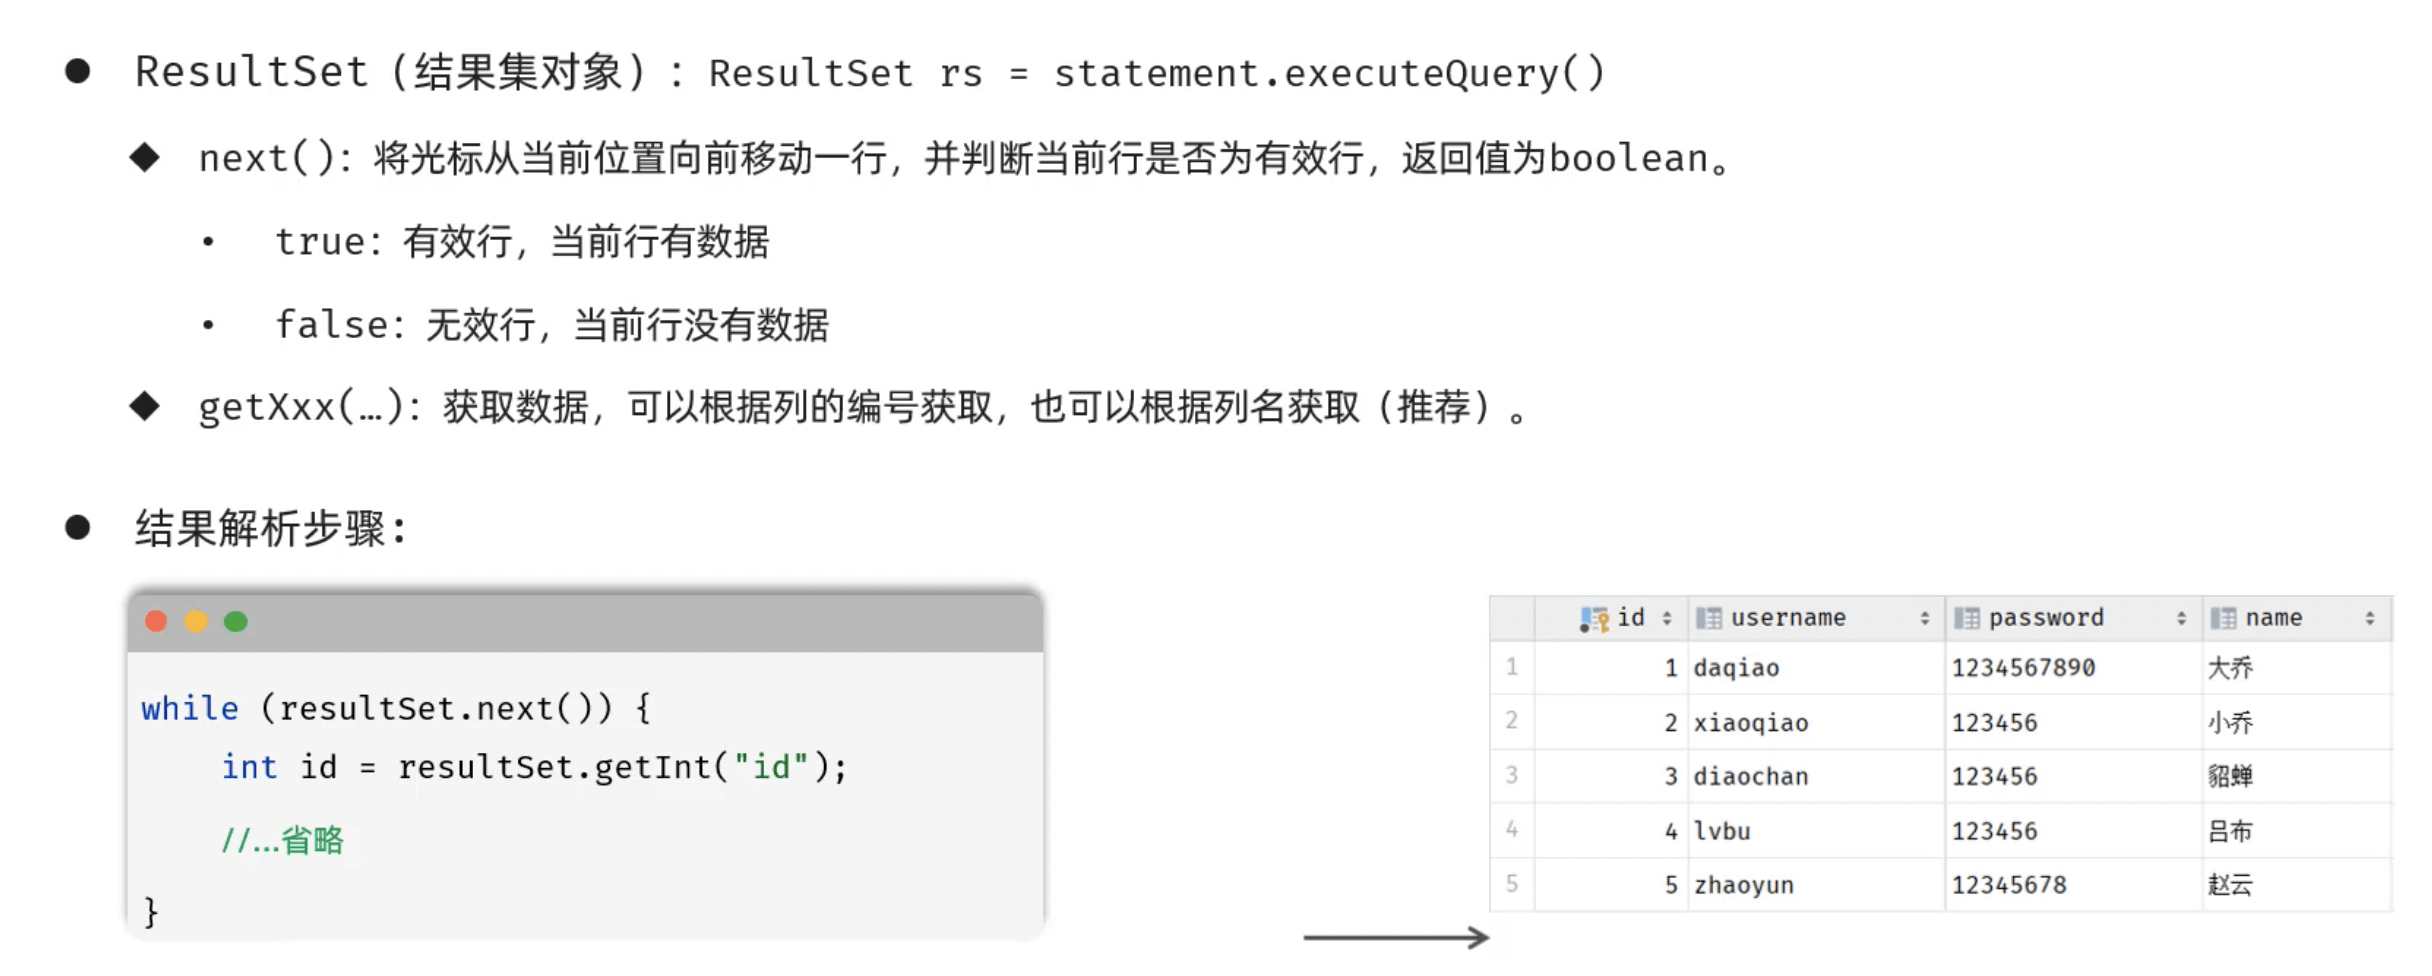 ResultSet（结果集对象）：ResultSet rs = statement.executeQuery()
next()：将光标从当前位置向前移动一行，并判断当前行是否为有效行，返回值为boolean。
true：有效行，当前行有数据
false：无效行，当前行没有数据
getXxx(…)：获取数据，可以根据列的编号获取，也可以根据列名获取（推荐）。
结果解析步骤：
while (resultSet.next()) {
int id = resultSet.getInt("id");
//...省略
}
id username password name
1 1 daqiao 1234567890 大乔
2 2 xiaoqiao 123456 小乔
3 3 diaochan 123456 貂蝉
4 4 lvbu 123456 吕布
5 5 zhaoyun 12345678 赵云